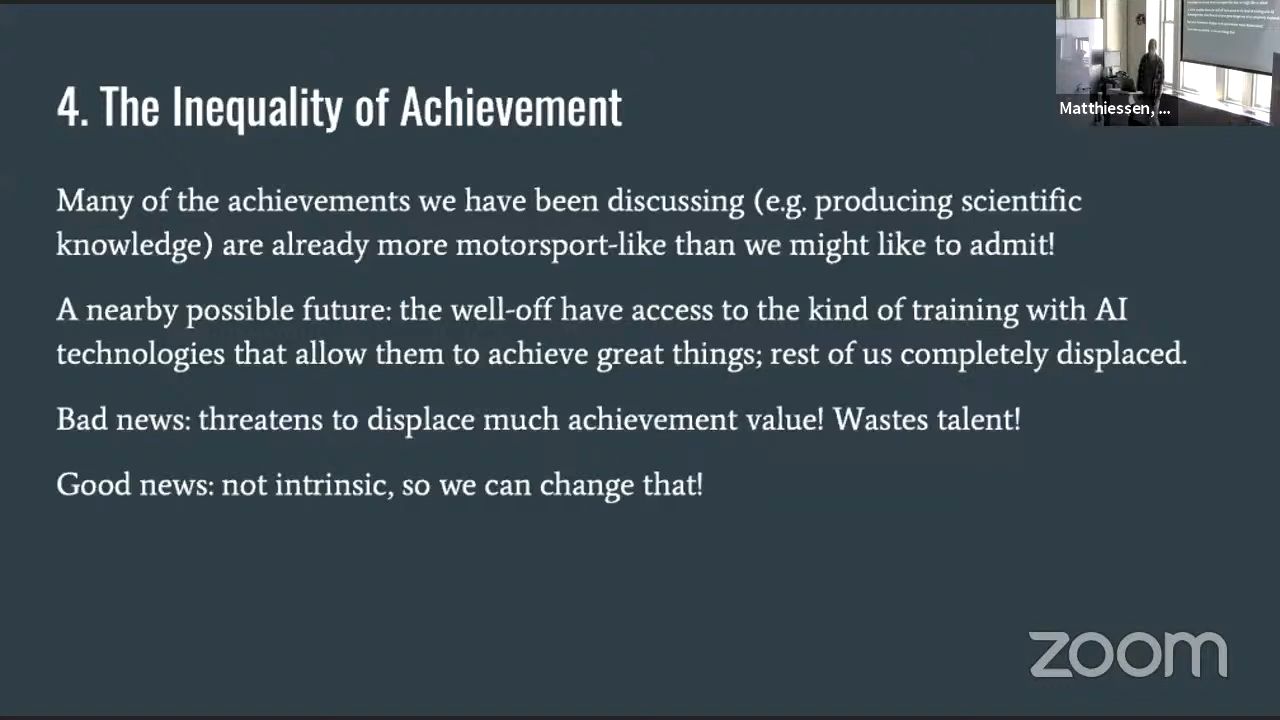 4. The Inequality of Achievement
Many of the achievements we have been discussing (e.g. producing scientific
knowledge) are already more motorsport-like than we might like to admit!
A nearby possible future: the well-off have access to the kind of training with AI
technologies that allow them to achieve great things; rest of us completely displaced.
Bad news: threatens to displace much achievement value! Wastes talent!
Good news: not intrinsic, so we can change that!
Matthiessen, ...
zoom